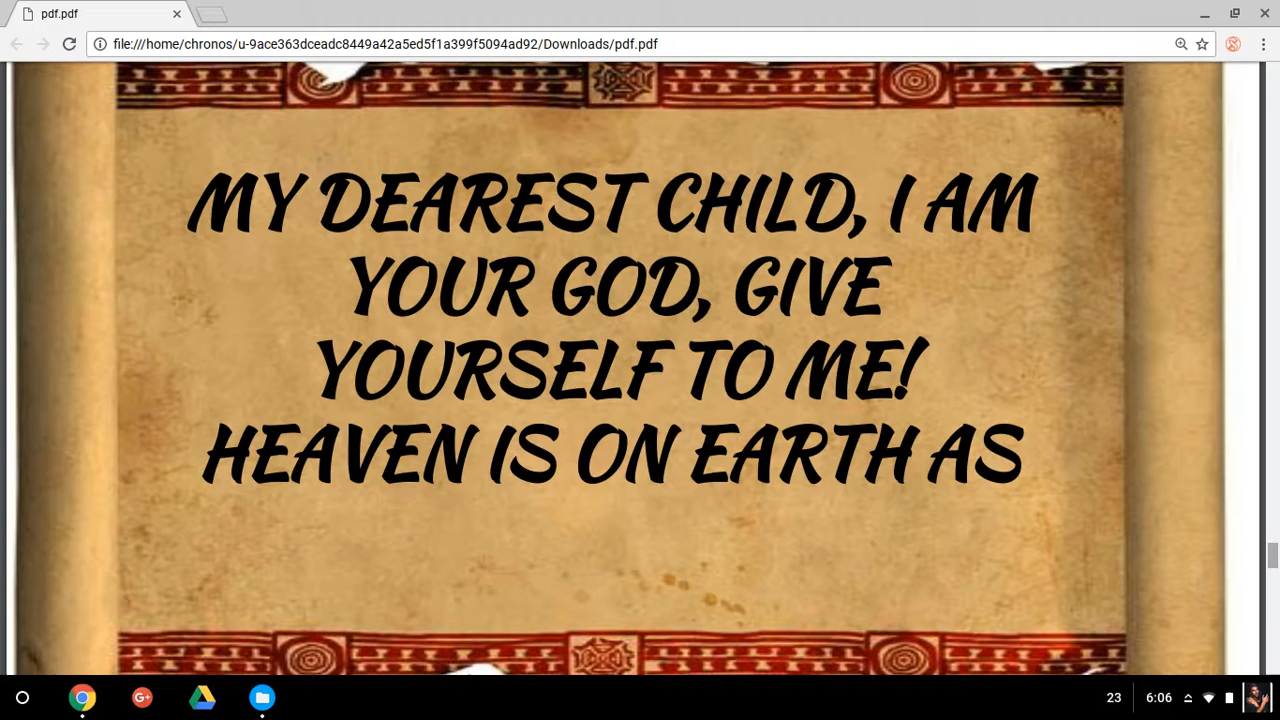 pdf.pdf
file:///home/chronos/u-9ace363dceadc8449a42a5ed5f1a399f5094ad92/Downloads/pdf.pdf
MY DEAREST CHILD, I AM
YOUR GOD, GIVE
YOURSELF TO ME!
HEAVEN IS ON EARTH AS
23 6:06